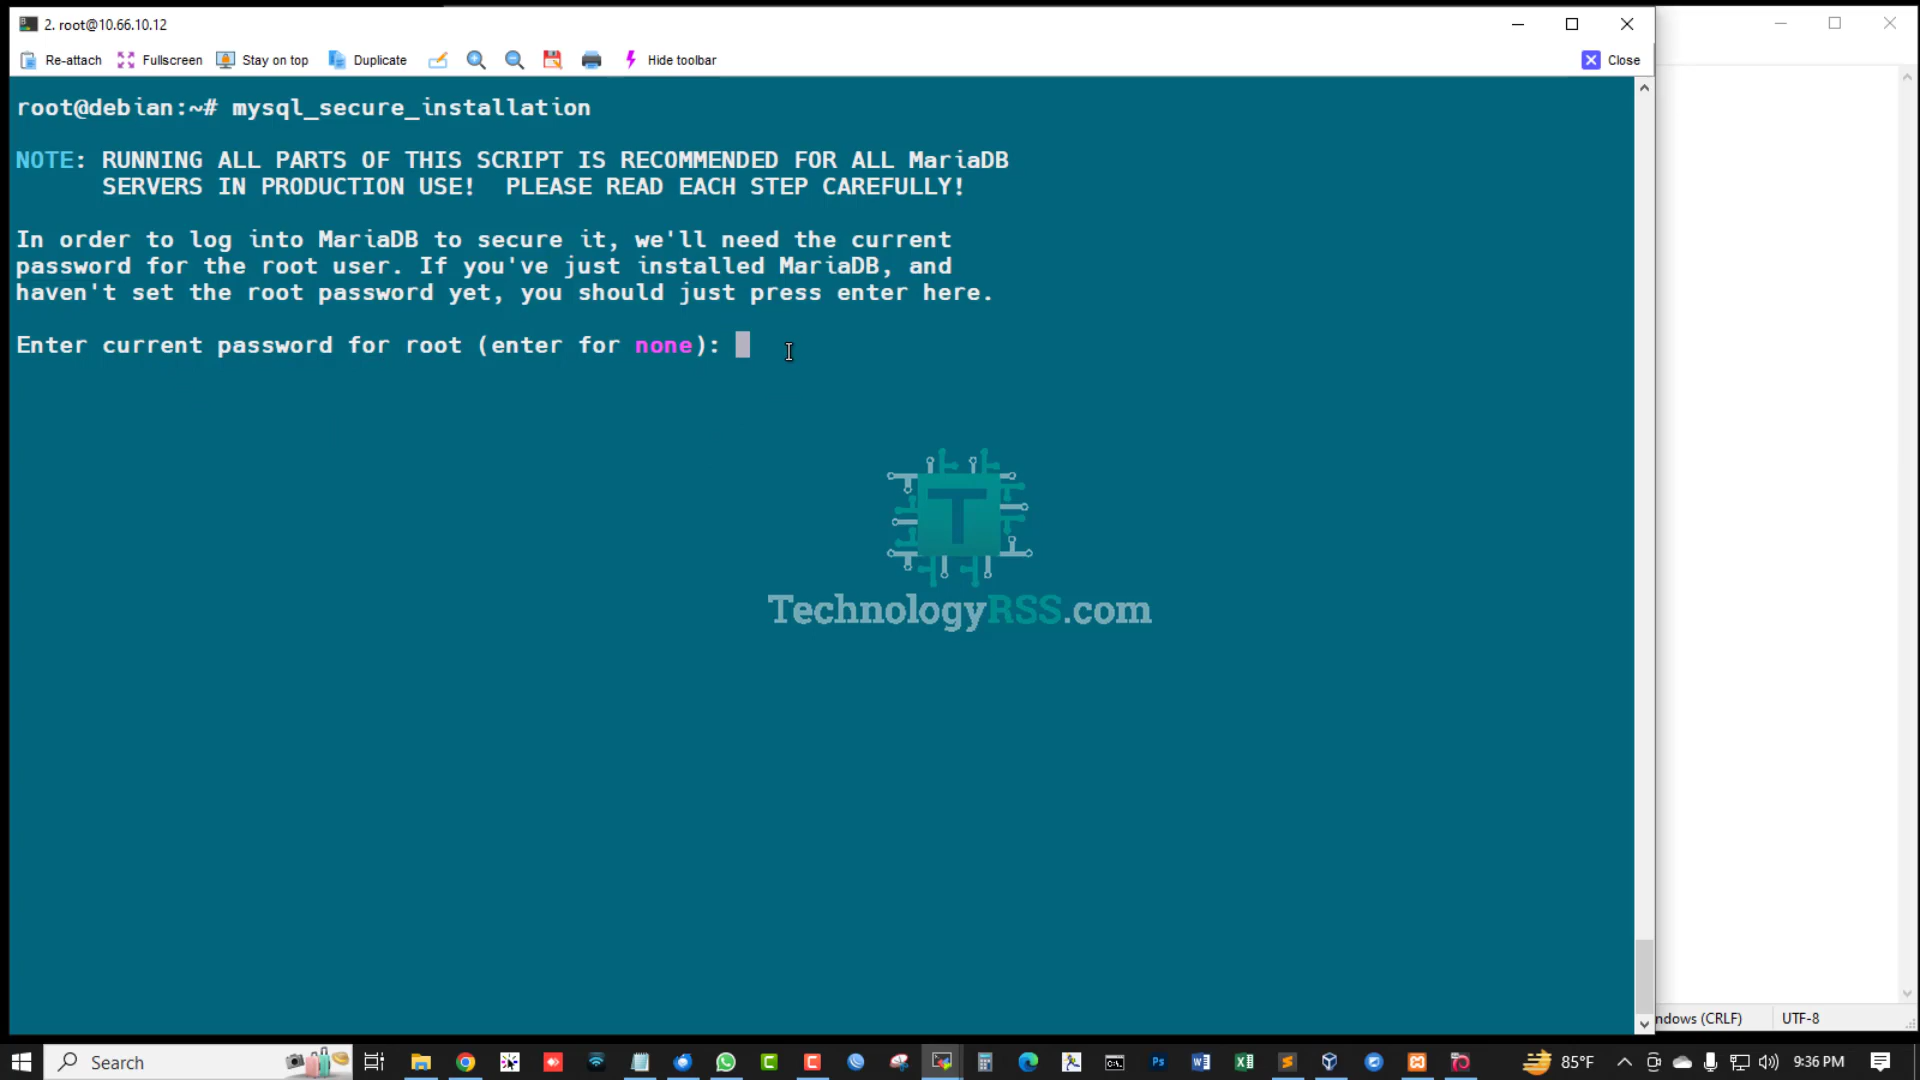 2. root@10.66.10.12
Re-attach Fullscreen Stay on top Duplicate Hide toolbar Close
root@debian:~# mysql_secure_installation
NOTE: RUNNING ALL PARTS OF THIS SCRIPT IS RECOMMENDED FOR ALL MariaDB
SERVERS IN PRODUCTION USE! PLEASE READ EACH STEP CAREFULLY!
In order to log into MariaDB to secure it, we'll need the current
password for the root user. If you've just installed MariaDB, and
haven't set the root password yet, you should just press enter here.
Enter current password for root (enter for none):
T
TechnologyRSS.com
ndows (CRLF) UTF-8
Search 85°F 9:36 PM